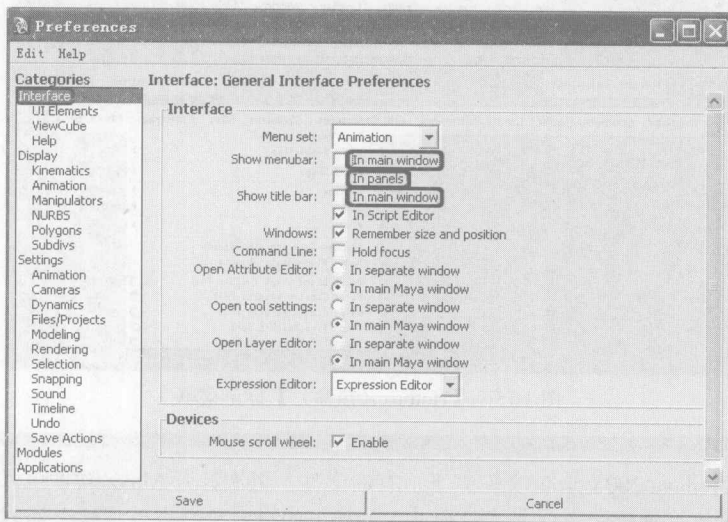 Preferences
Edit Help
Categories
Interface
UI Elements
ViewCube
Help
Display
Kinematics
Animation
Manipulators
NURBS
Polygons
Subdivs
Settings
Animation
Cameras
Dynamics
Files/Projects
Modeling
Rendering
Selection
Snapping
Sound
Timeline
Undo
Save Actions
Modules
Applications
Interface: General Interface Preferences
Interface
Menu set: Animation
Show menubar: In main window
In panels
Show title bar: In main window
In Script Editor
Windows: Remember size and position
Command Line: Hold focus
Open Attribute Editor: In separate window
In main Maya window
Open tool settings: In separate window
In main Maya window
Open Layer Editor: In separate window
In main Maya window
Expression Editor: Expression Editor
Devices
Mouse scroll wheel: Enable
Save Cancel